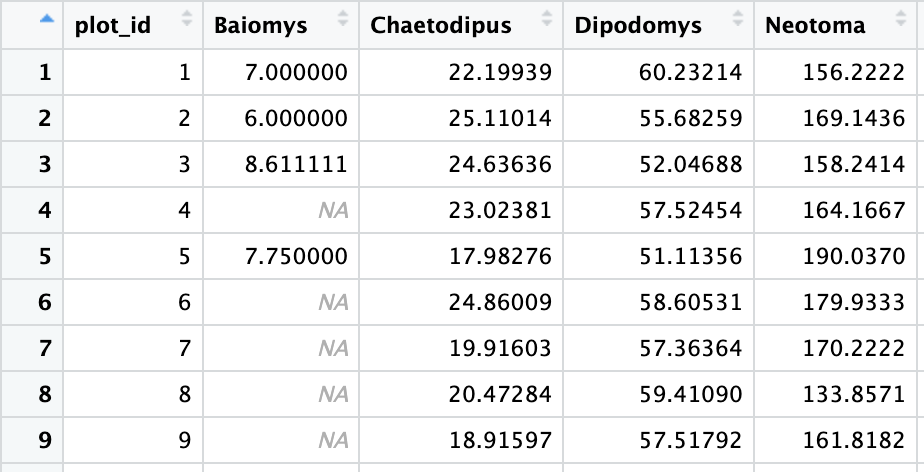 plot_id Baiomys Chaetodipus Dipodomys Neotoma
1 1 7.000000 22.19939 60.23214 156.2222
2 2 6.000000 25.11014 55.68259 169.1436
3 3 8.611111 24.63636 52.04688 158.2414
4 4 NA 23.02381 57.52454 164.1667
5 5 7.750000 17.98276 51.11356 190.0370
6 6 NA 24.86009 58.60531 179.9333
7 7 NA 19.91603 57.36364 170.2222
8 8 NA 20.47284 59.41090 133.8571
9 9 NA 18.91597 57.51792 161.8182